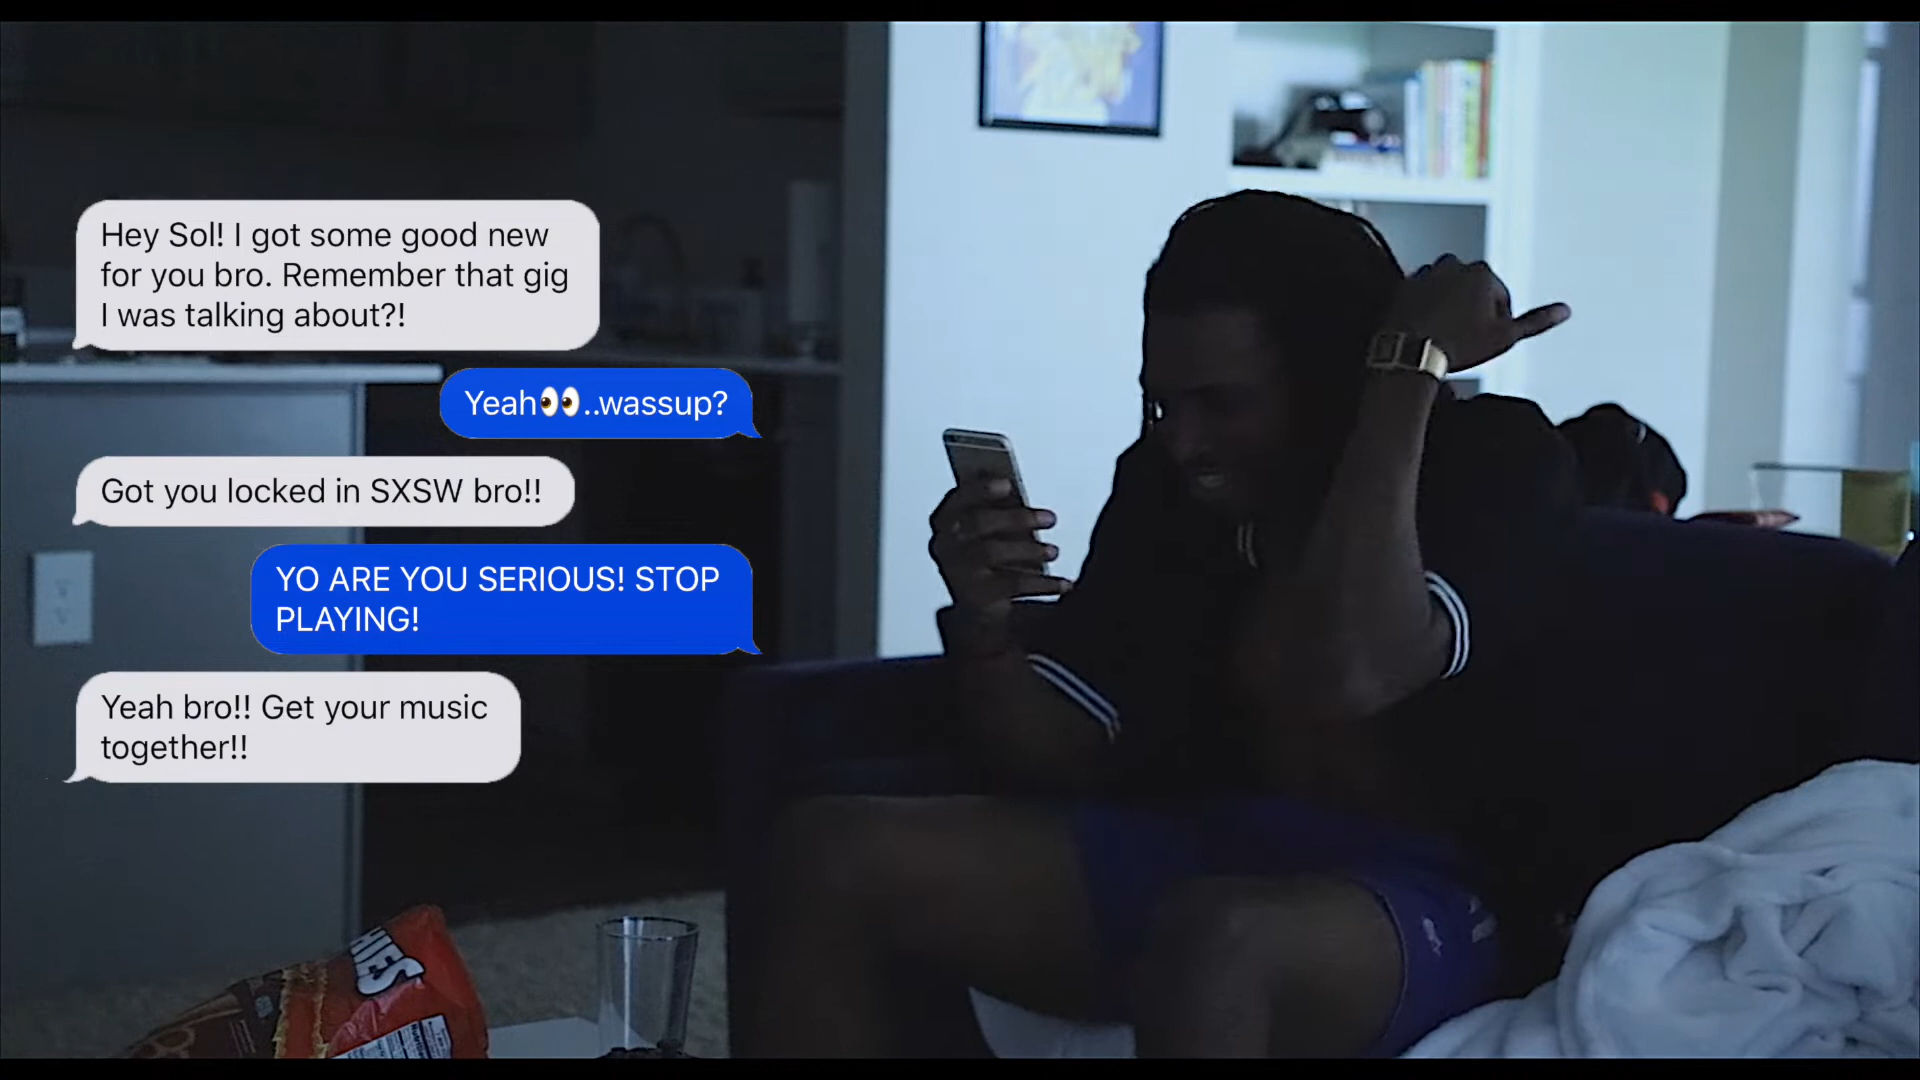 Hey Sol! I got some good new
for you bro. Remember that gig
I was talking about?!
Yeah👀..wassup?
Got you locked in SXSW bro!!
YO ARE YOU SERIOUS! STOP
PLAYING!
Yeah bro!! Get your music
together!!
HIES